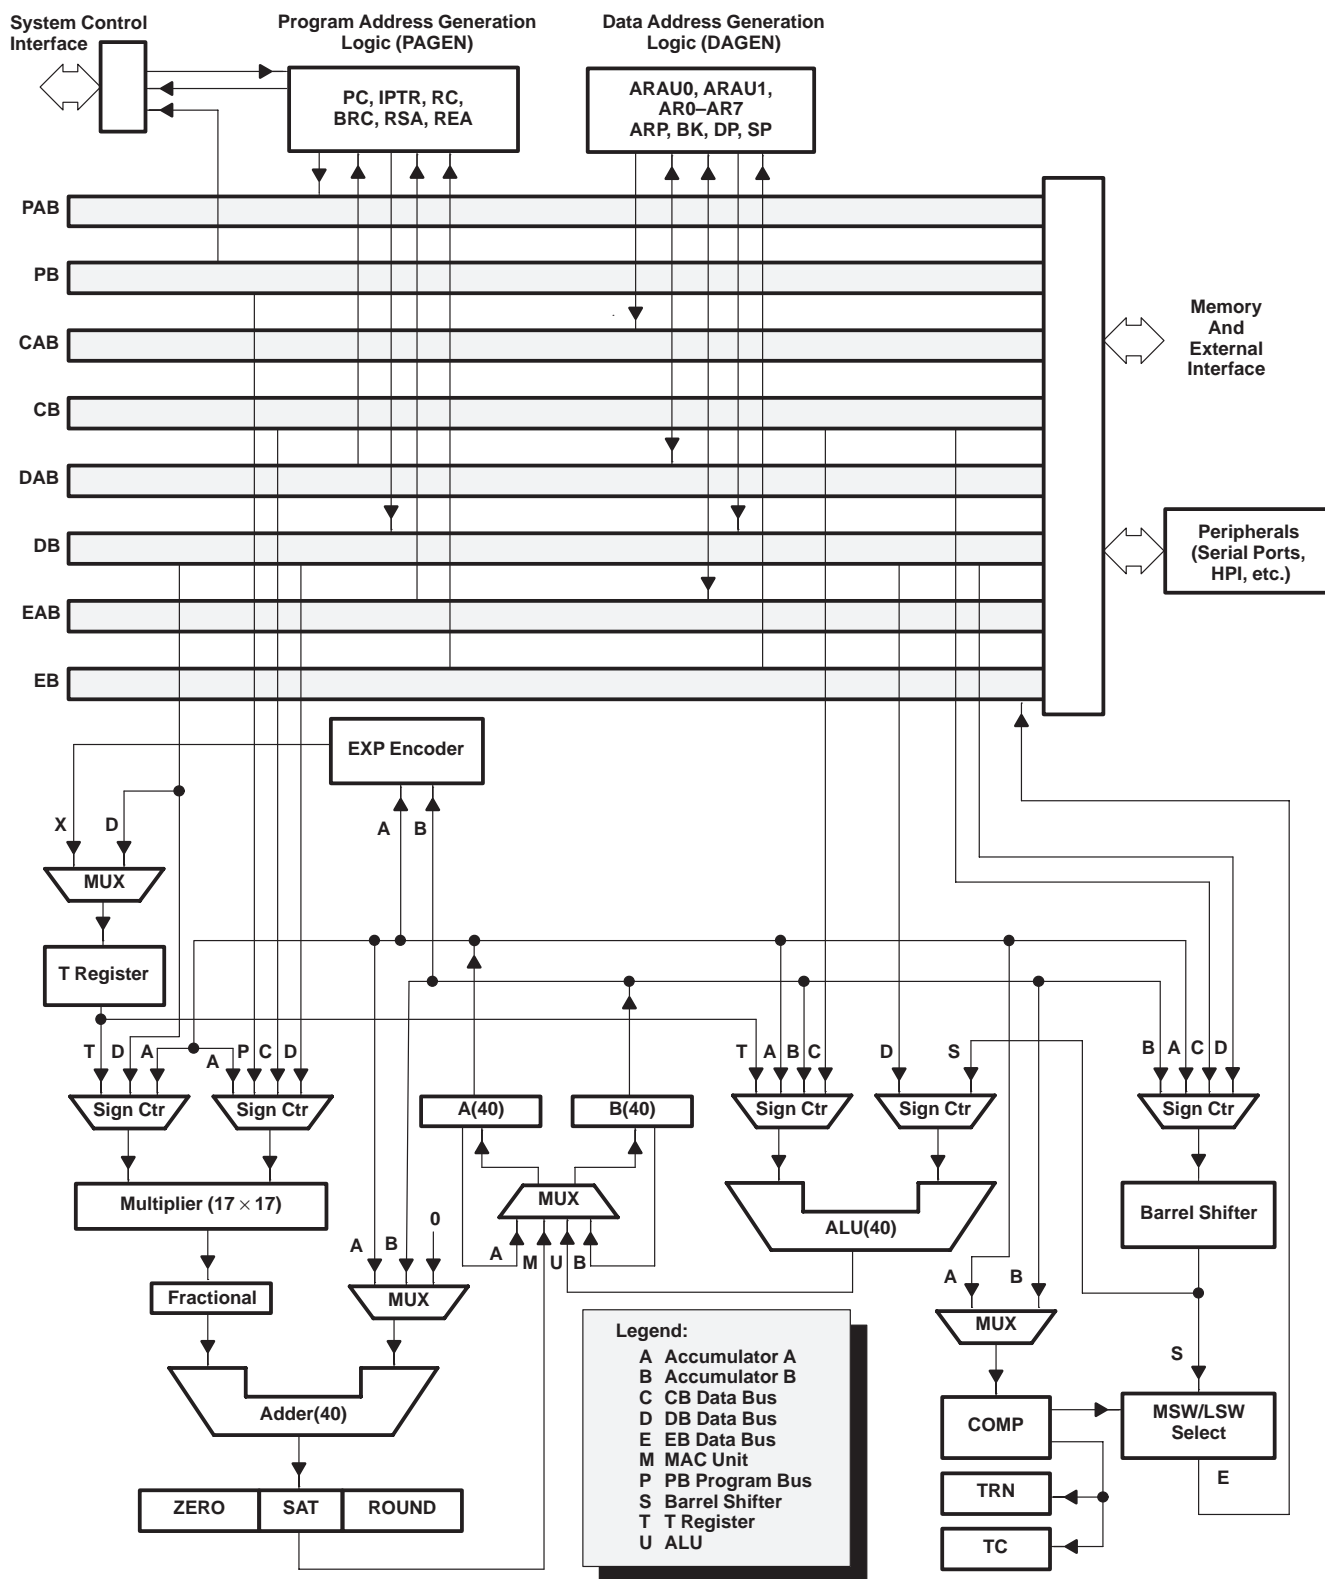 System Control
Interface
Program Address Generation
Logic (PAGEN)
Data Address Generation
Logic (DAGEN)
PC, IPTR, RC,
BRC, RSA, REA
ARAU0, ARAU1,
AR0–AR7
ARP, BK, DP, SP
PAB
PB
CAB
CB
DAB
DB
EAB
EB
Memory
And
External
Interface
Peripherals
(Serial Ports,
HPI, etc.)
EXP Encoder
X D
A B
MUX
T Register
T D A A P C D
T A B C D S
B A C D
Sign Ctr
Sign Ctr
A(40)
B(40)
Sign Ctr
Sign Ctr
Sign Ctr
Multiplier (17 × 17)
MUX
ALU(40)
Barrel Shifter
A B 0
A M U B
A B
Fractional
MUX
MUX
S
Adder(40)
COMP
MSW/LSW
Select
E
ZERO SAT ROUND
TRN
TC
Legend:
A Accumulator A
B Accumulator B
C CB Data Bus
D DB Data Bus
E EB Data Bus
M MAC Unit
P PB Program Bus
S Barrel Shifter
T T Register
U ALU